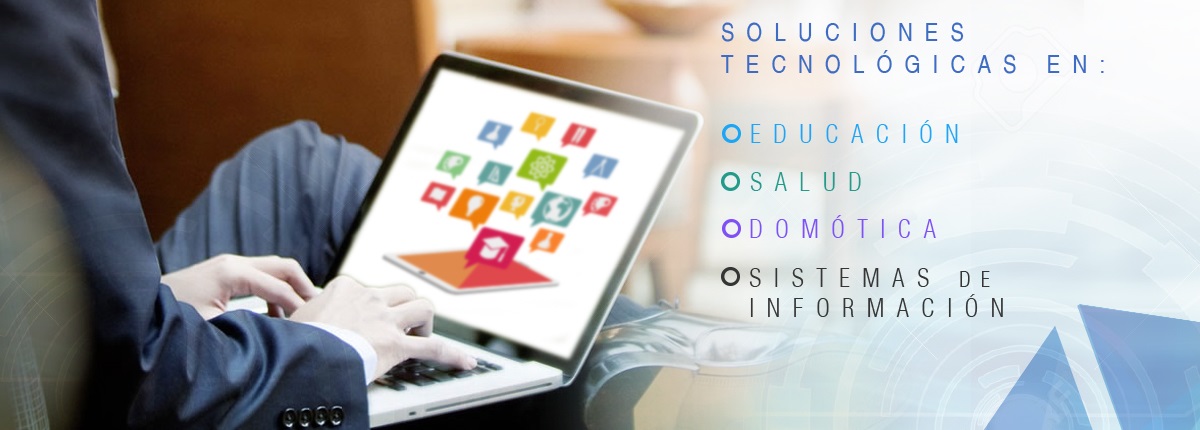 SOLUCIONES
TECNOLÓGICAS EN:
EDUCACIÓN
SALUD
DOMÓTICA
SISTEMAS DE
INFORMACIÓN